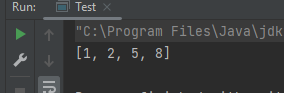 Run: Test
"C:\Program Files\Java\jdk
[1, 2, 5, 8]